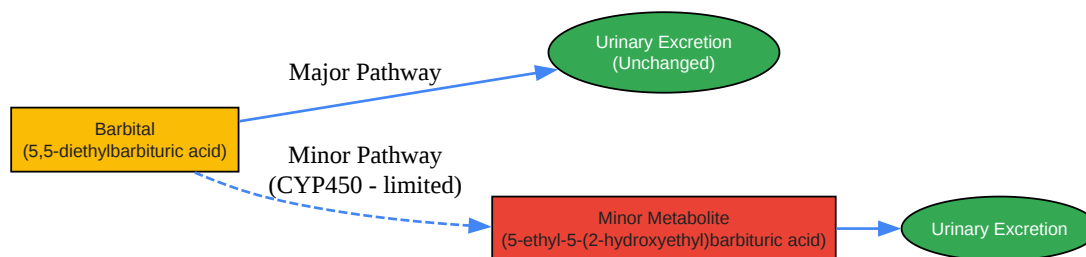 Urinary Excretion
(Unchanged)
Major Pathway
Barbital
(5,5-diethylbarbituric acid)
Minor Pathway
(CYP450 - limited)
Minor Metabolite
(5-ethyl-5-(2-hydroxyethyl)barbituric acid)
Urinary Excretion